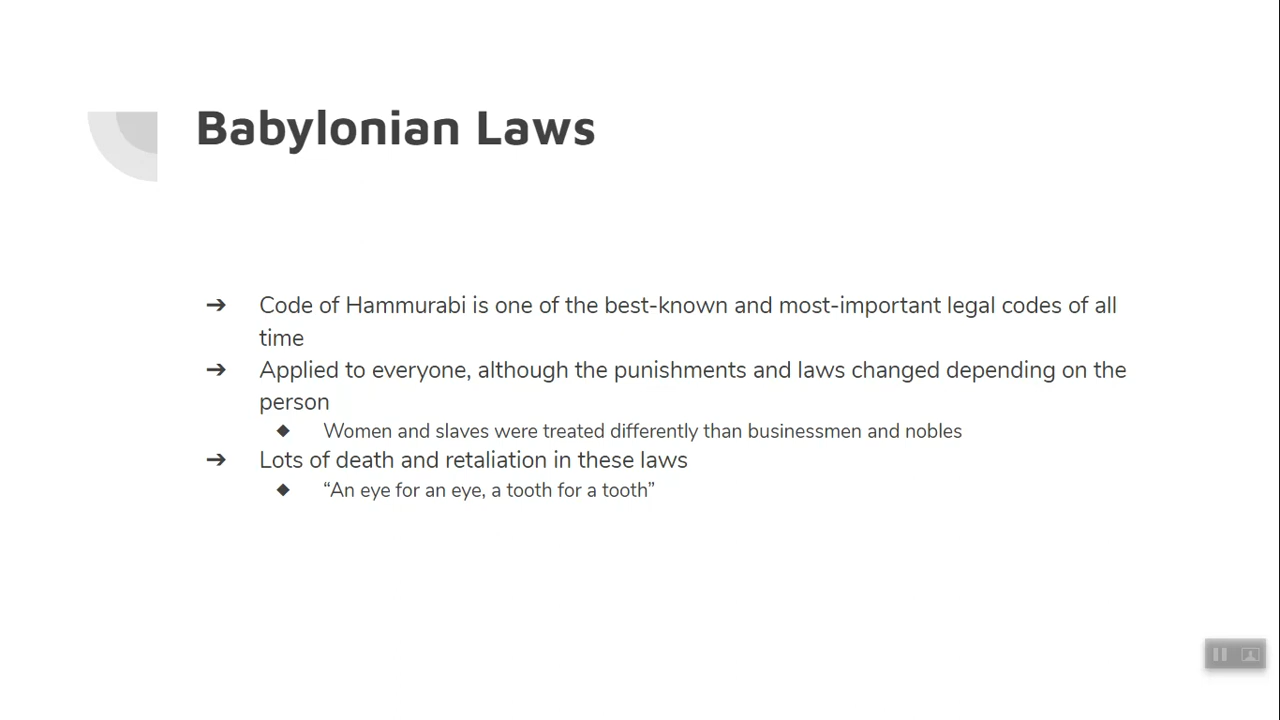 Babylonian Laws
➔ Code of Hammurabi is one of the best-known and most-important legal codes of all
time
➔ Applied to everyone, although the punishments and laws changed depending on the
person
◆ Women and slaves were treated differently than businessmen and nobles
➔ Lots of death and retaliation in these laws
◆ “An eye for an eye, a tooth for a tooth”